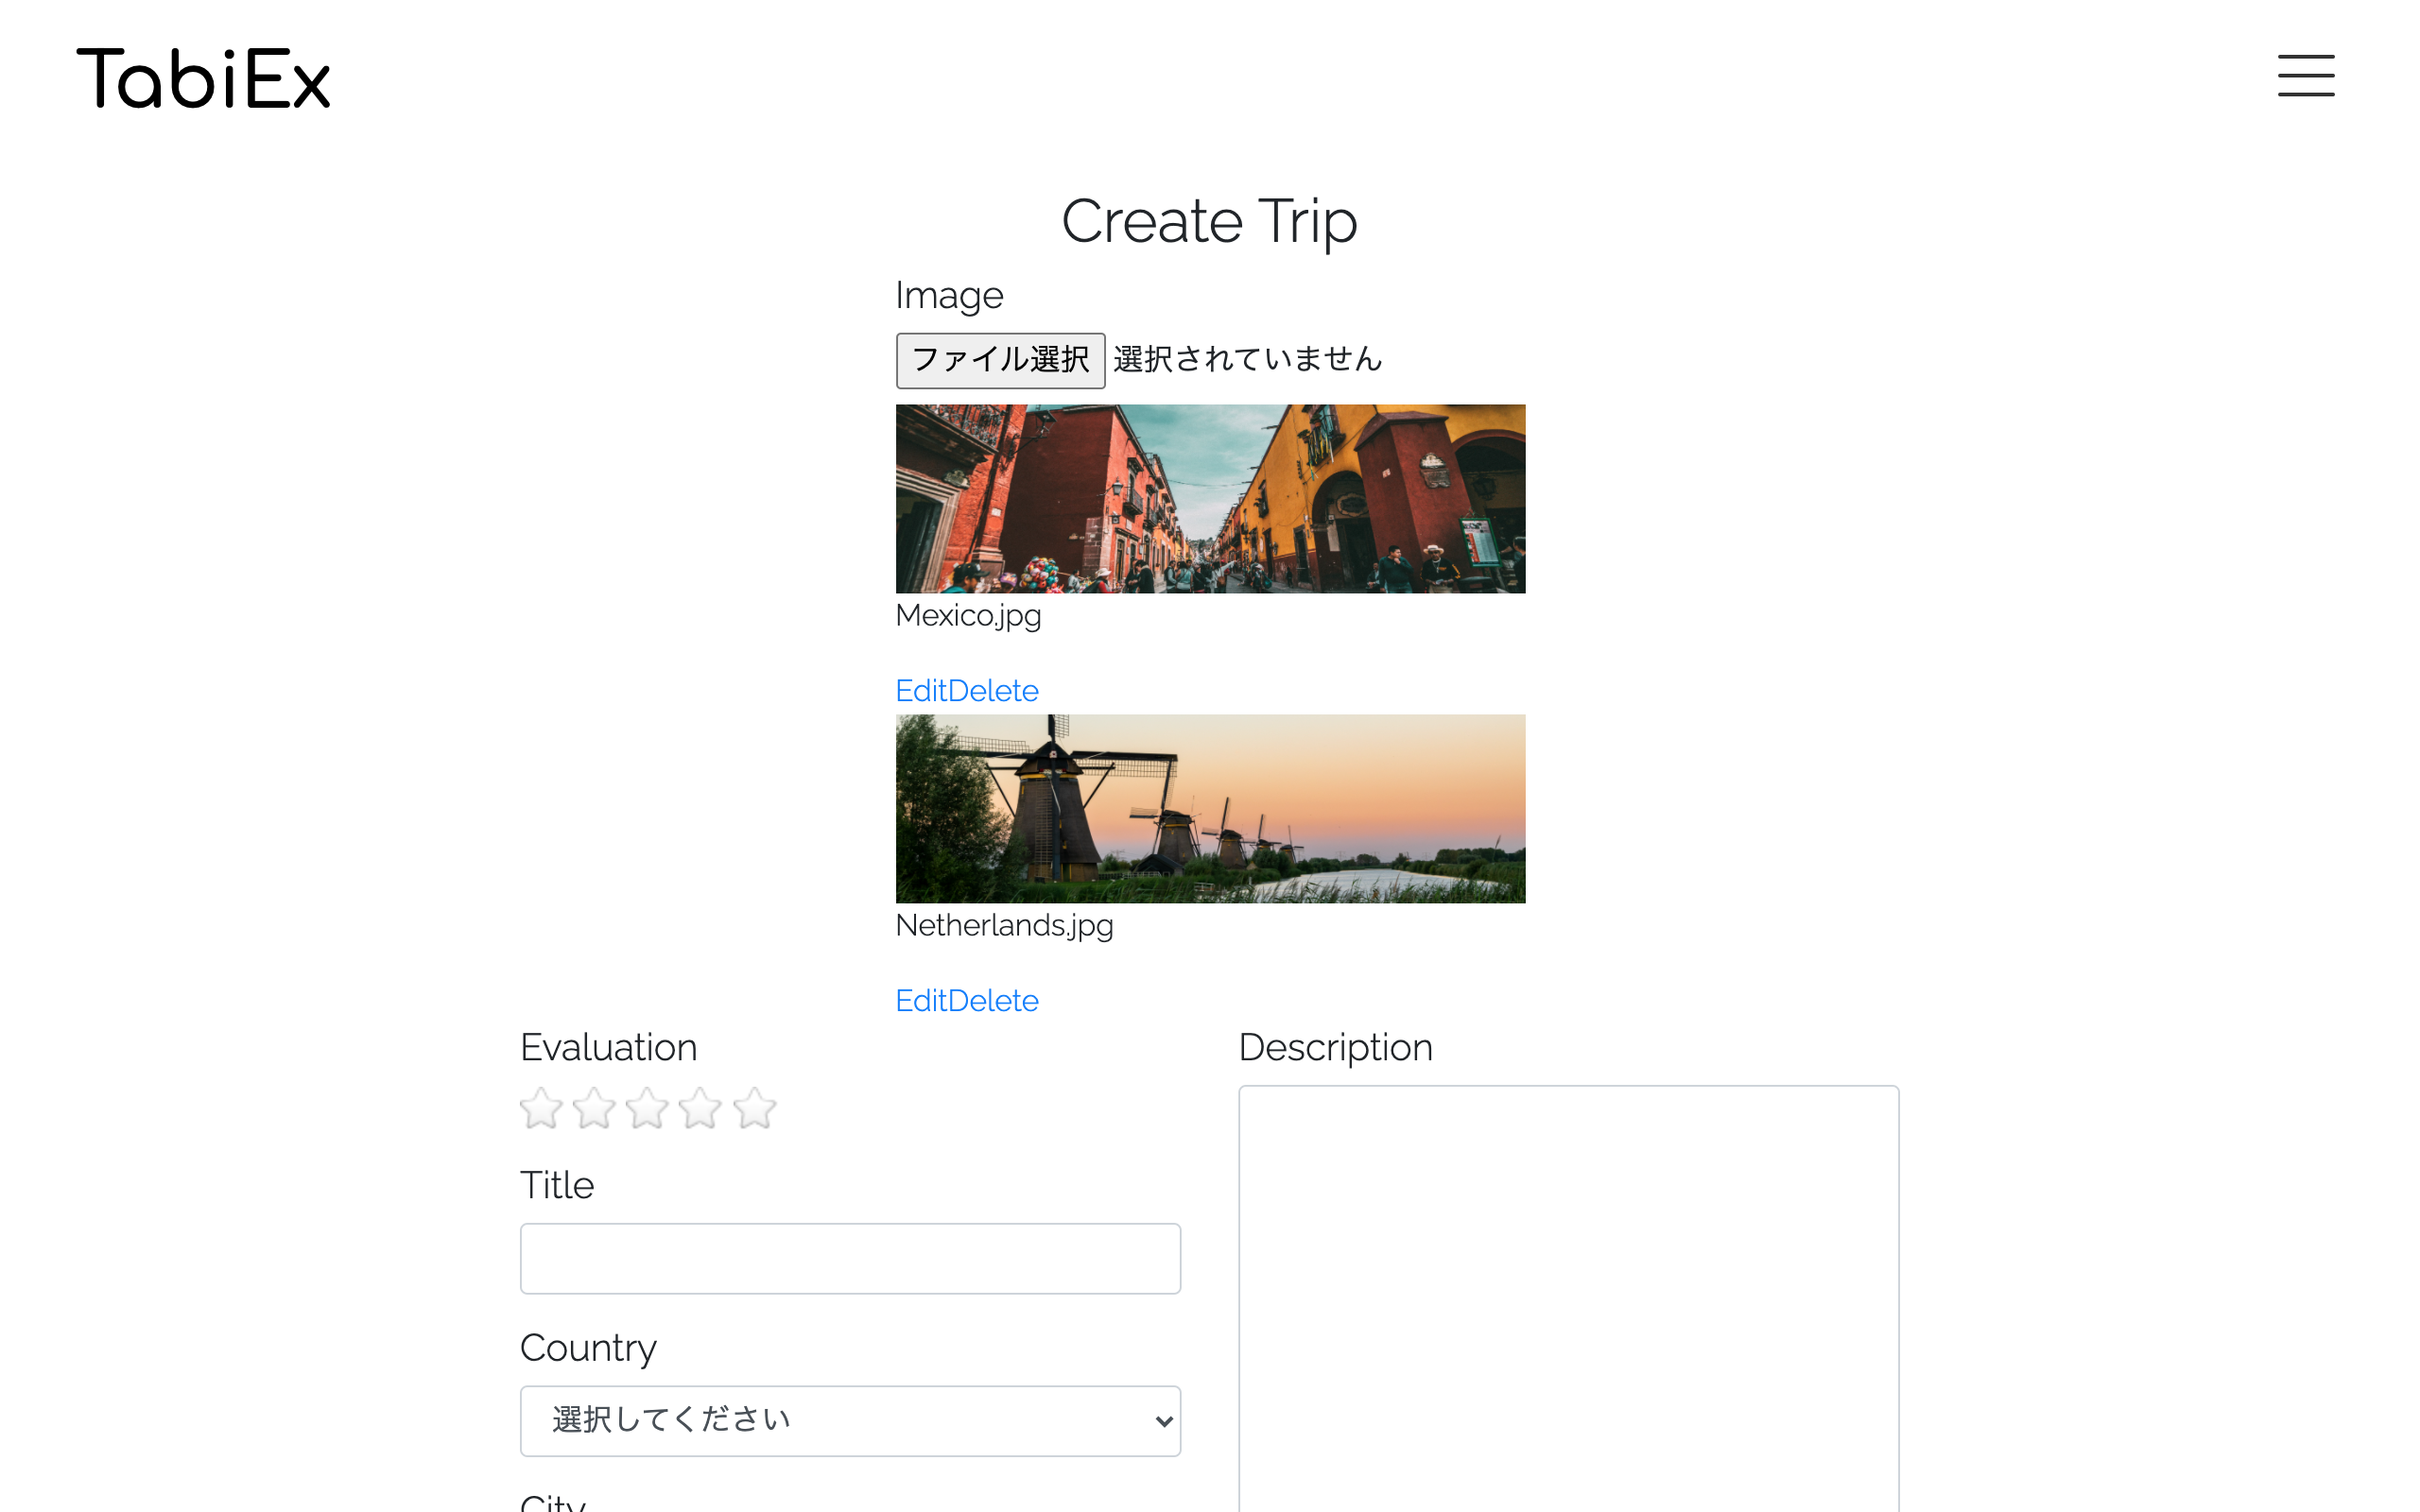 TabiEx
Create Trip
Image
ファイル選択 選択されていません
Mexico.jpg
EditDelete
Netherlands.jpg
EditDelete
Evaluation
Title
Country
選択してください
City
Description